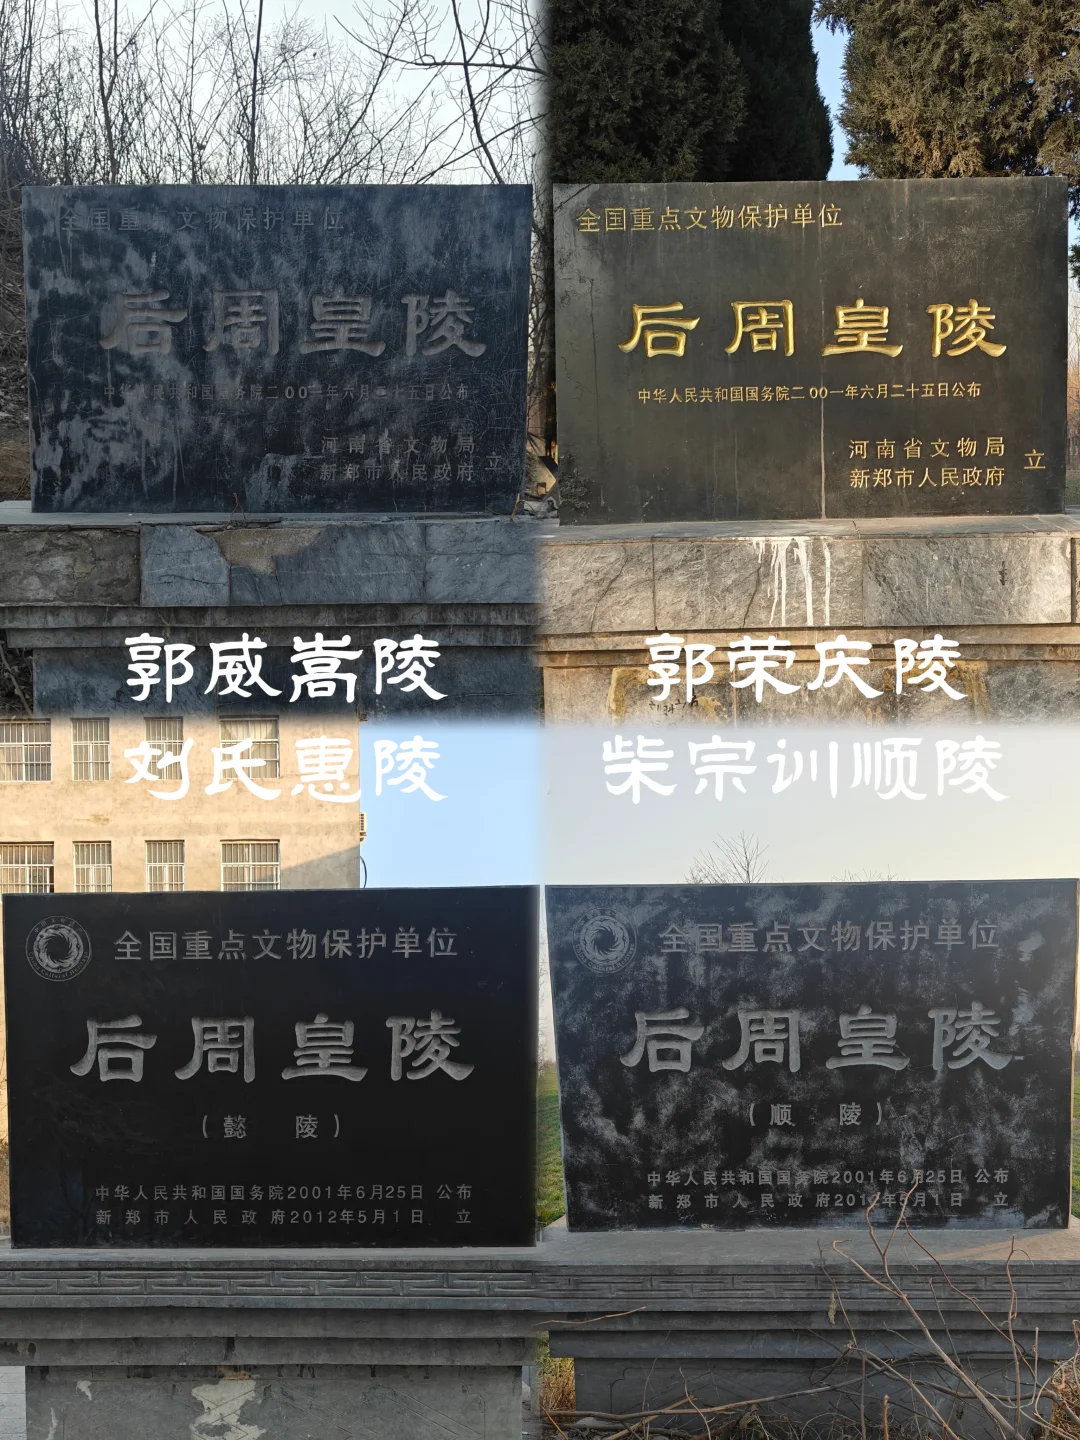 全国重点文物保护单位
后周皇陵
中华人民共和国国务院二00一年六月二十五日公布
河南省文物局
新郑市人民政府 立
郭威嵩陵
全国重点文物保护单位
后周皇陵
中华人民共和国国务院二00一年六月二十五日公布
河南省文物局
新郑市人民政府 立
郭荣庆陵
刘氏惠陵
全国重点文物保护单位
后周皇陵
（懿 陵）
中华人民共和国国务院2001年6月25日 公布
新郑市人民政府2012年5月1日 立
柴宗训顺陵
全国重点文物保护单位
后周皇陵
（顺 陵）
中华人民共和国国务院2001年6月25日 公布
新郑市人民政府2012年5月1日 立